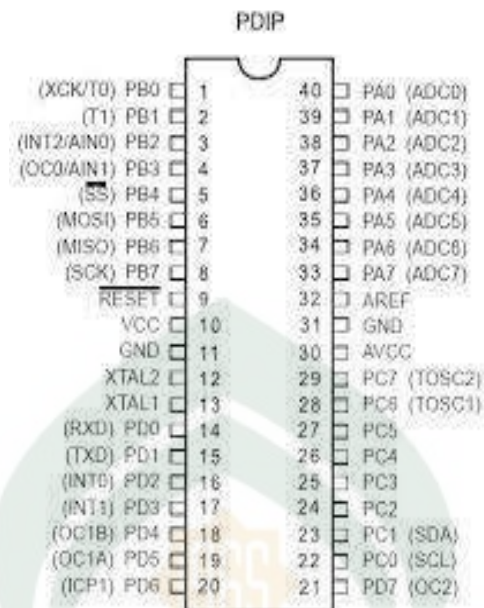 PDIP
(XCK/T0) PB0 1 40 PA0 (ADC0)
(T1) PB1 2 39 PA1 (ADC1)
(INT2/AIN0) PB2 3 38 PA2 (ADC2)
(OC0/AIN1) PB3 4 37 PA3 (ADC3)
(SS) PB4 5 36 PA4 (ADC4)
(MOSI) PB5 6 35 PA5 (ADC5)
(MISO) PB6 7 34 PA6 (ADC6)
(SCK) PB7 8 33 PA7 (ADC7)
RESET 9 32 AREF
VCC 10 31 GND
GND 11 30 AVCC
XTAL2 12 29 PC7 (TOSC2)
XTAL1 13 28 PC6 (TOSC1)
(RXD) PD0 14 27 PC5
(TXD) PD1 15 26 PC4
(INT0) PD2 16 25 PC3
(INT1) PD3 17 24 PC2
(OC1B) PD4 18 23 PC1 (SDA)
(OC1A) PD5 19 22 PC0 (SCL)
(ICP1) PD6 20 21 PD7 (OC2)